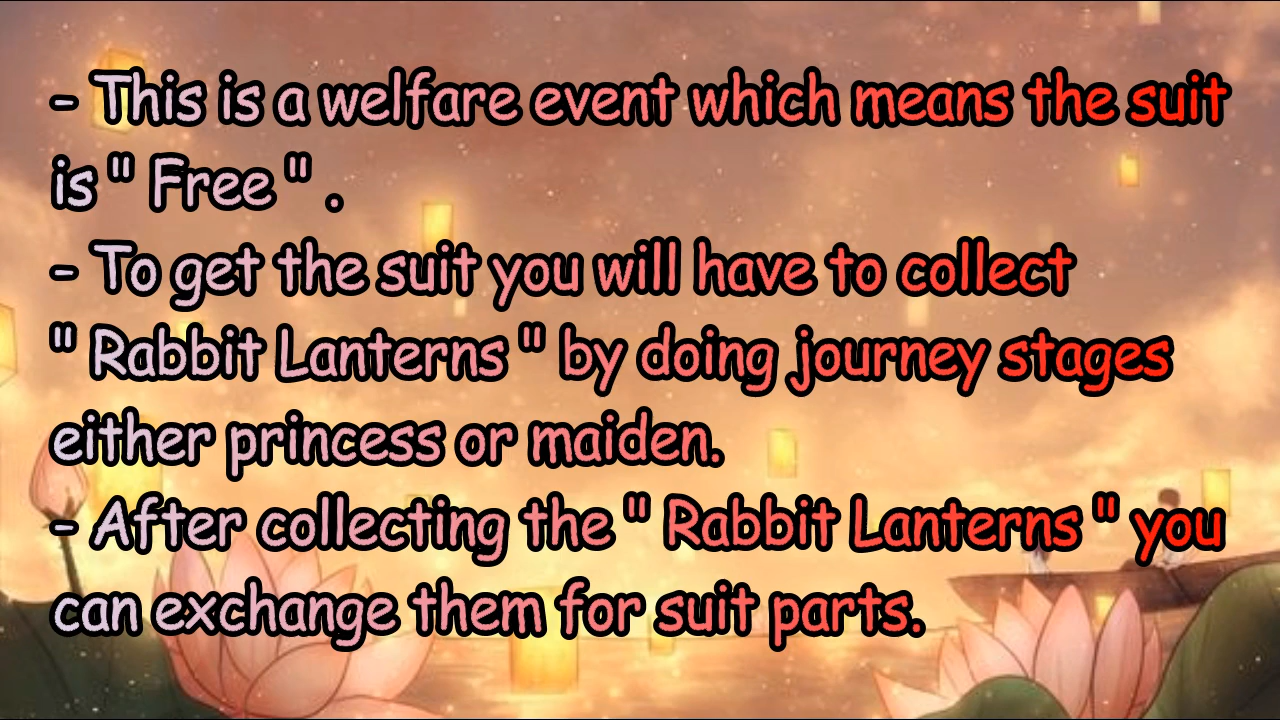 - This is a welfare event which means the suit
is " Free " .
- To get the suit you will have to collect
" Rabbit Lanterns " by doing journey stages
either princess or maiden.
- After collecting the " Rabbit Lanterns " you
can exchange them for suit parts.